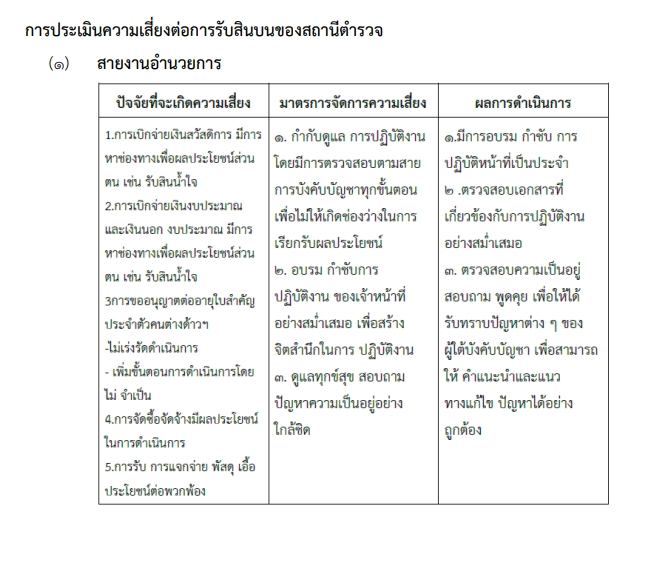 การประเมินความเสี่ยงต่อการรับสินบนของสถานีตำรวจ
(๑) สายงานอำนวยการ
ปัจจัยที่จะเกิดความเสี่ยง
1.การเบิกจ่ายเงินสวัสดิการ มีการ
หาช่องทางเพื่อผลประโยชน์ส่วน
ตน เช่น รับสินน้ำใจ
2.การเบิกจ่ายเงินงบประมาณ
และเงินนอก งบประมาณ มีการ
หาช่องทางเพื่อผลประโยชน์ส่วน
ตน เช่น รับสินน้ำใจ
3การขออนุญาตต่ออายุใบสำคัญ
ประจำตัวคนต่างด้าวฯ
-ไม่เร่งรัดดำเนินการ
- เพิ่มขั้นตอนการดำเนินการโดย
ไม่ จำเป็น
4.การจัดซื้อจัดจ้างมีผลประโยชน์
ในการดำเนินการ
5.การรับ การแจกจ่าย พัสดุ เอื้อ
ประโยชน์ต่อพวกพ้อง
มาตรการจัดการความเสี่ยง
๑. กำกับดูแล การปฏิบัติงาน
โดยมีการตรวจสอบตามสาย
การบังคับบัญชาทุกขั้นตอน
เพื่อไม่ให้เกิดช่องว่างในการ
เรียกรับผลประโยชน์
๒. อบรม กำชับการ
ปฏิบัติงาน ของเจ้าหน้าที่
อย่างสม่ำเสมอ เพื่อสร้าง
จิตสำนึกในการ ปฏิบัติงาน
๓. ดูแลทุกข์สุข สอบถาม
ปัญหาความเป็นอยู่อย่าง
ใกล้ชิด
ผลการดำเนินการ
๑.มีการอบรม กำชับ การ
ปฏิบัติหน้าที่เป็นประจำ
๒ .ตรวจสอบเอกสารที่
เกี่ยวข้องกับการปฏิบัติงาน
อย่างสม่ำเสมอ
๓. ตรวจสอบความเป็นอยู่
สอบถาม พูดคุย เพื่อให้ได้
รับทราบปัญหาต่าง ๆ ของ
ผู้ใต้บังคับบัญชา เพื่อสามารถ
ให้ คำแนะนำและแนว
ทางแก้ไข ปัญหาได้อย่าง
ถูกต้อง